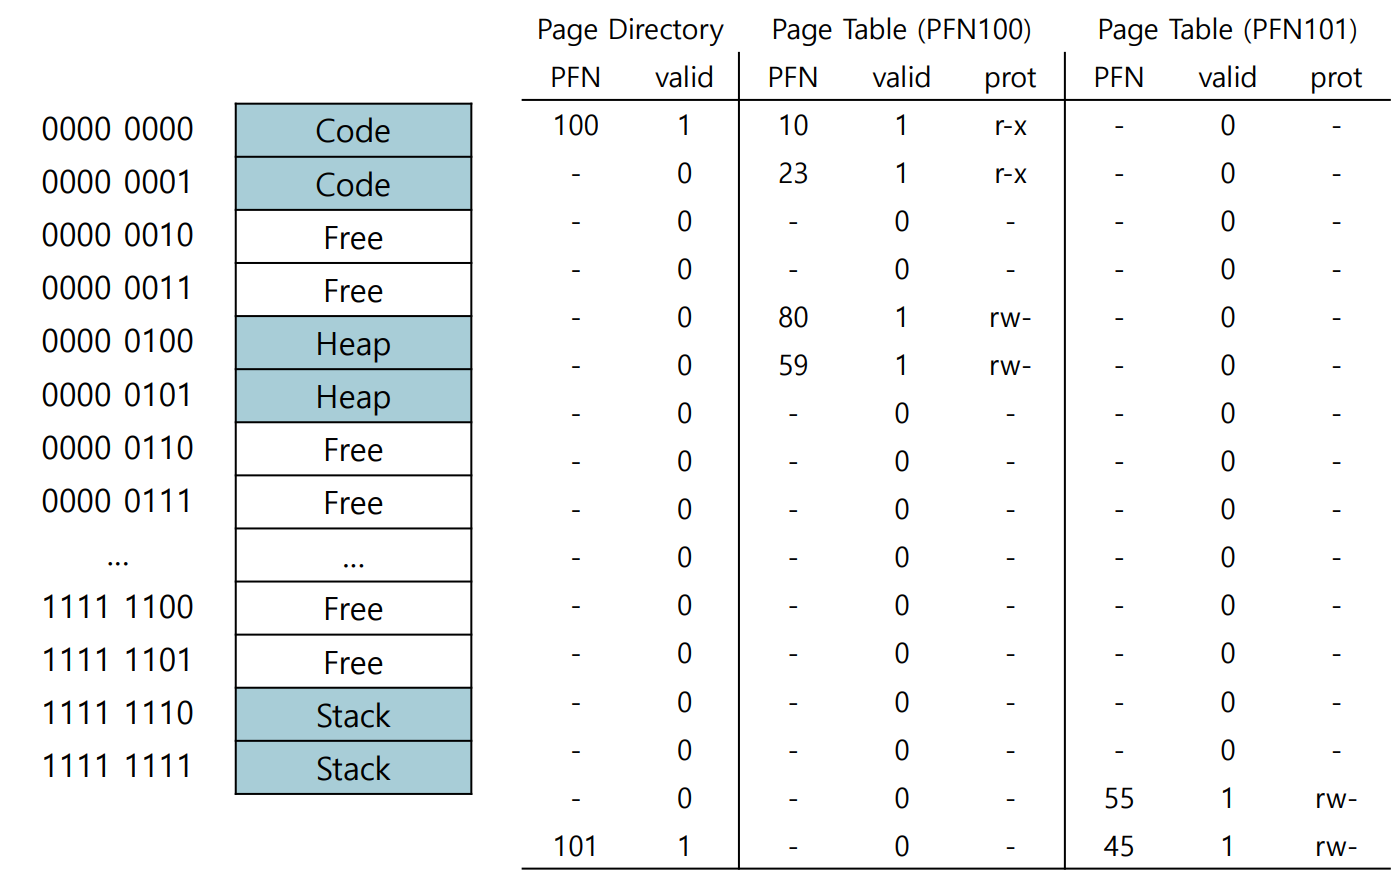 0000 0000 Code
0000 0001 Code
0000 0010 Free
0000 0011 Free
0000 0100 Heap
0000 0101 Heap
0000 0110 Free
0000 0111 Free
... ...
1111 1100 Free
1111 1101 Free
1111 1110 Stack
1111 1111 Stack
Page Directory Page Table (PFN100) Page Table (PFN101)
PFN valid PFN valid prot PFN valid prot
100 1 10 1 r-x - 0 -
- 0 23 1 r-x - 0 -
- 0 - 0 - - 0 -
- 0 - 0 - - 0 -
- 0 80 1 rw- - 0 -
- 0 59 1 rw- - 0 -
- 0 - 0 - - 0 -
- 0 - 0 - - 0 -
- 0 - 0 - - 0 -
- 0 - 0 - - 0 -
- 0 - 0 - - 0 -
- 0 - 0 - - 0 -
- 0 - 0 - - 0 -
- 0 - 0 - - 0 -
- 0 - 0 - 55 1 rw-
101 1 - 0 - 45 1 rw-